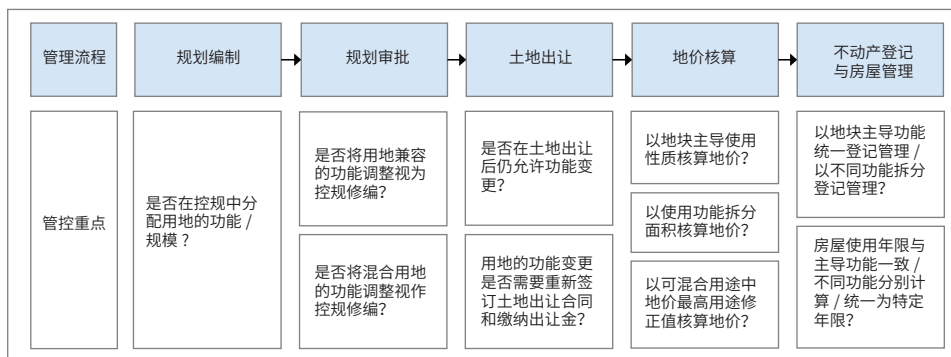 管理流程
规划编制
规划审批
土地出让
地价核算
不动产登记
与房屋管理
管控重点
是否在控规中分
配用地的功能 /
规模 ?
是否将用地兼容
的功能调整视为
控规修编?
是否将混合用地
的功能调整视作
控规修编?
是否在土地出让
后仍允许功能变
更?
用地的功能变更
是否需要重新签
订土地出让合同
和缴纳出让金?
以地块主导使用
性质核算地价?
以使用功能拆分
面积核算地价?
以可混合用途中
地价最高用途修
正值核算地价?
以地块主导功能
统一登记管理 /
以不同功能拆分
登记管理?
房屋使用年限与
主导功能一致 /
不同功能分别计
算 / 统一为特定
年限?